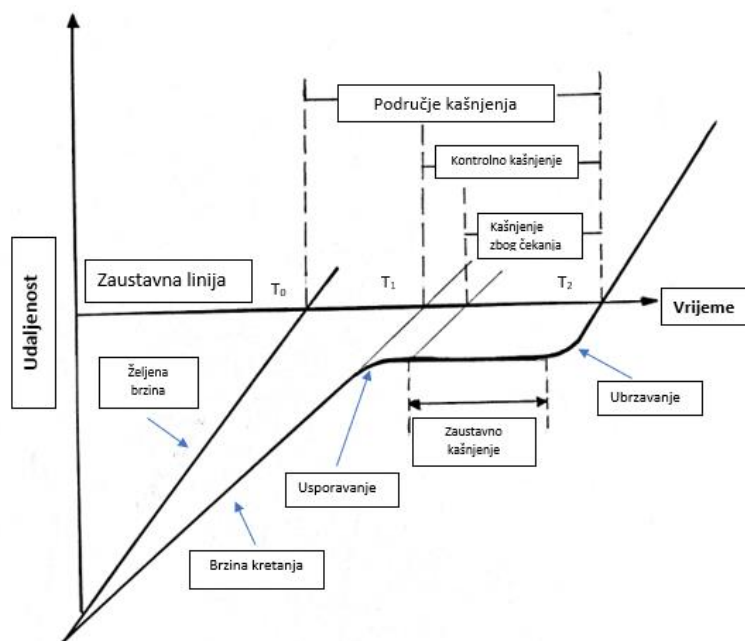 Područje kašnjenja
Kontrolno kašnjenje
Kašnjenje
zbog čekanja
Udaljenost
Zaustavna linija
T₀
T₁
T₂
Vrijeme
Željena
brzina
Ubrzavanje
Zaustavno
kašnjenje
Usporavanje
Brzina kretanja